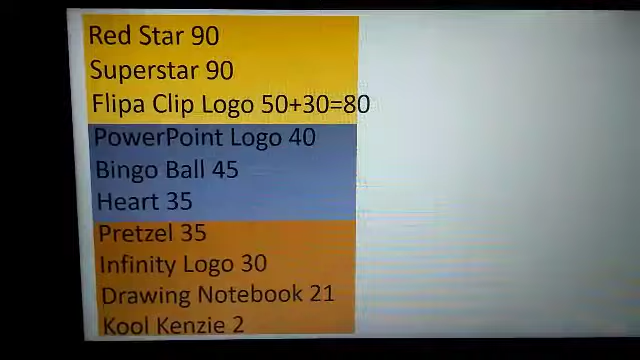 Red Star 90
Superstar 90
Flipa Clip Logo 50+30=80
PowerPoint Logo 40
Bingo Ball 45
Heart 35
Pretzel 35
Infinity Logo 30
Drawing Notebook 21
Kool Kenzie 2